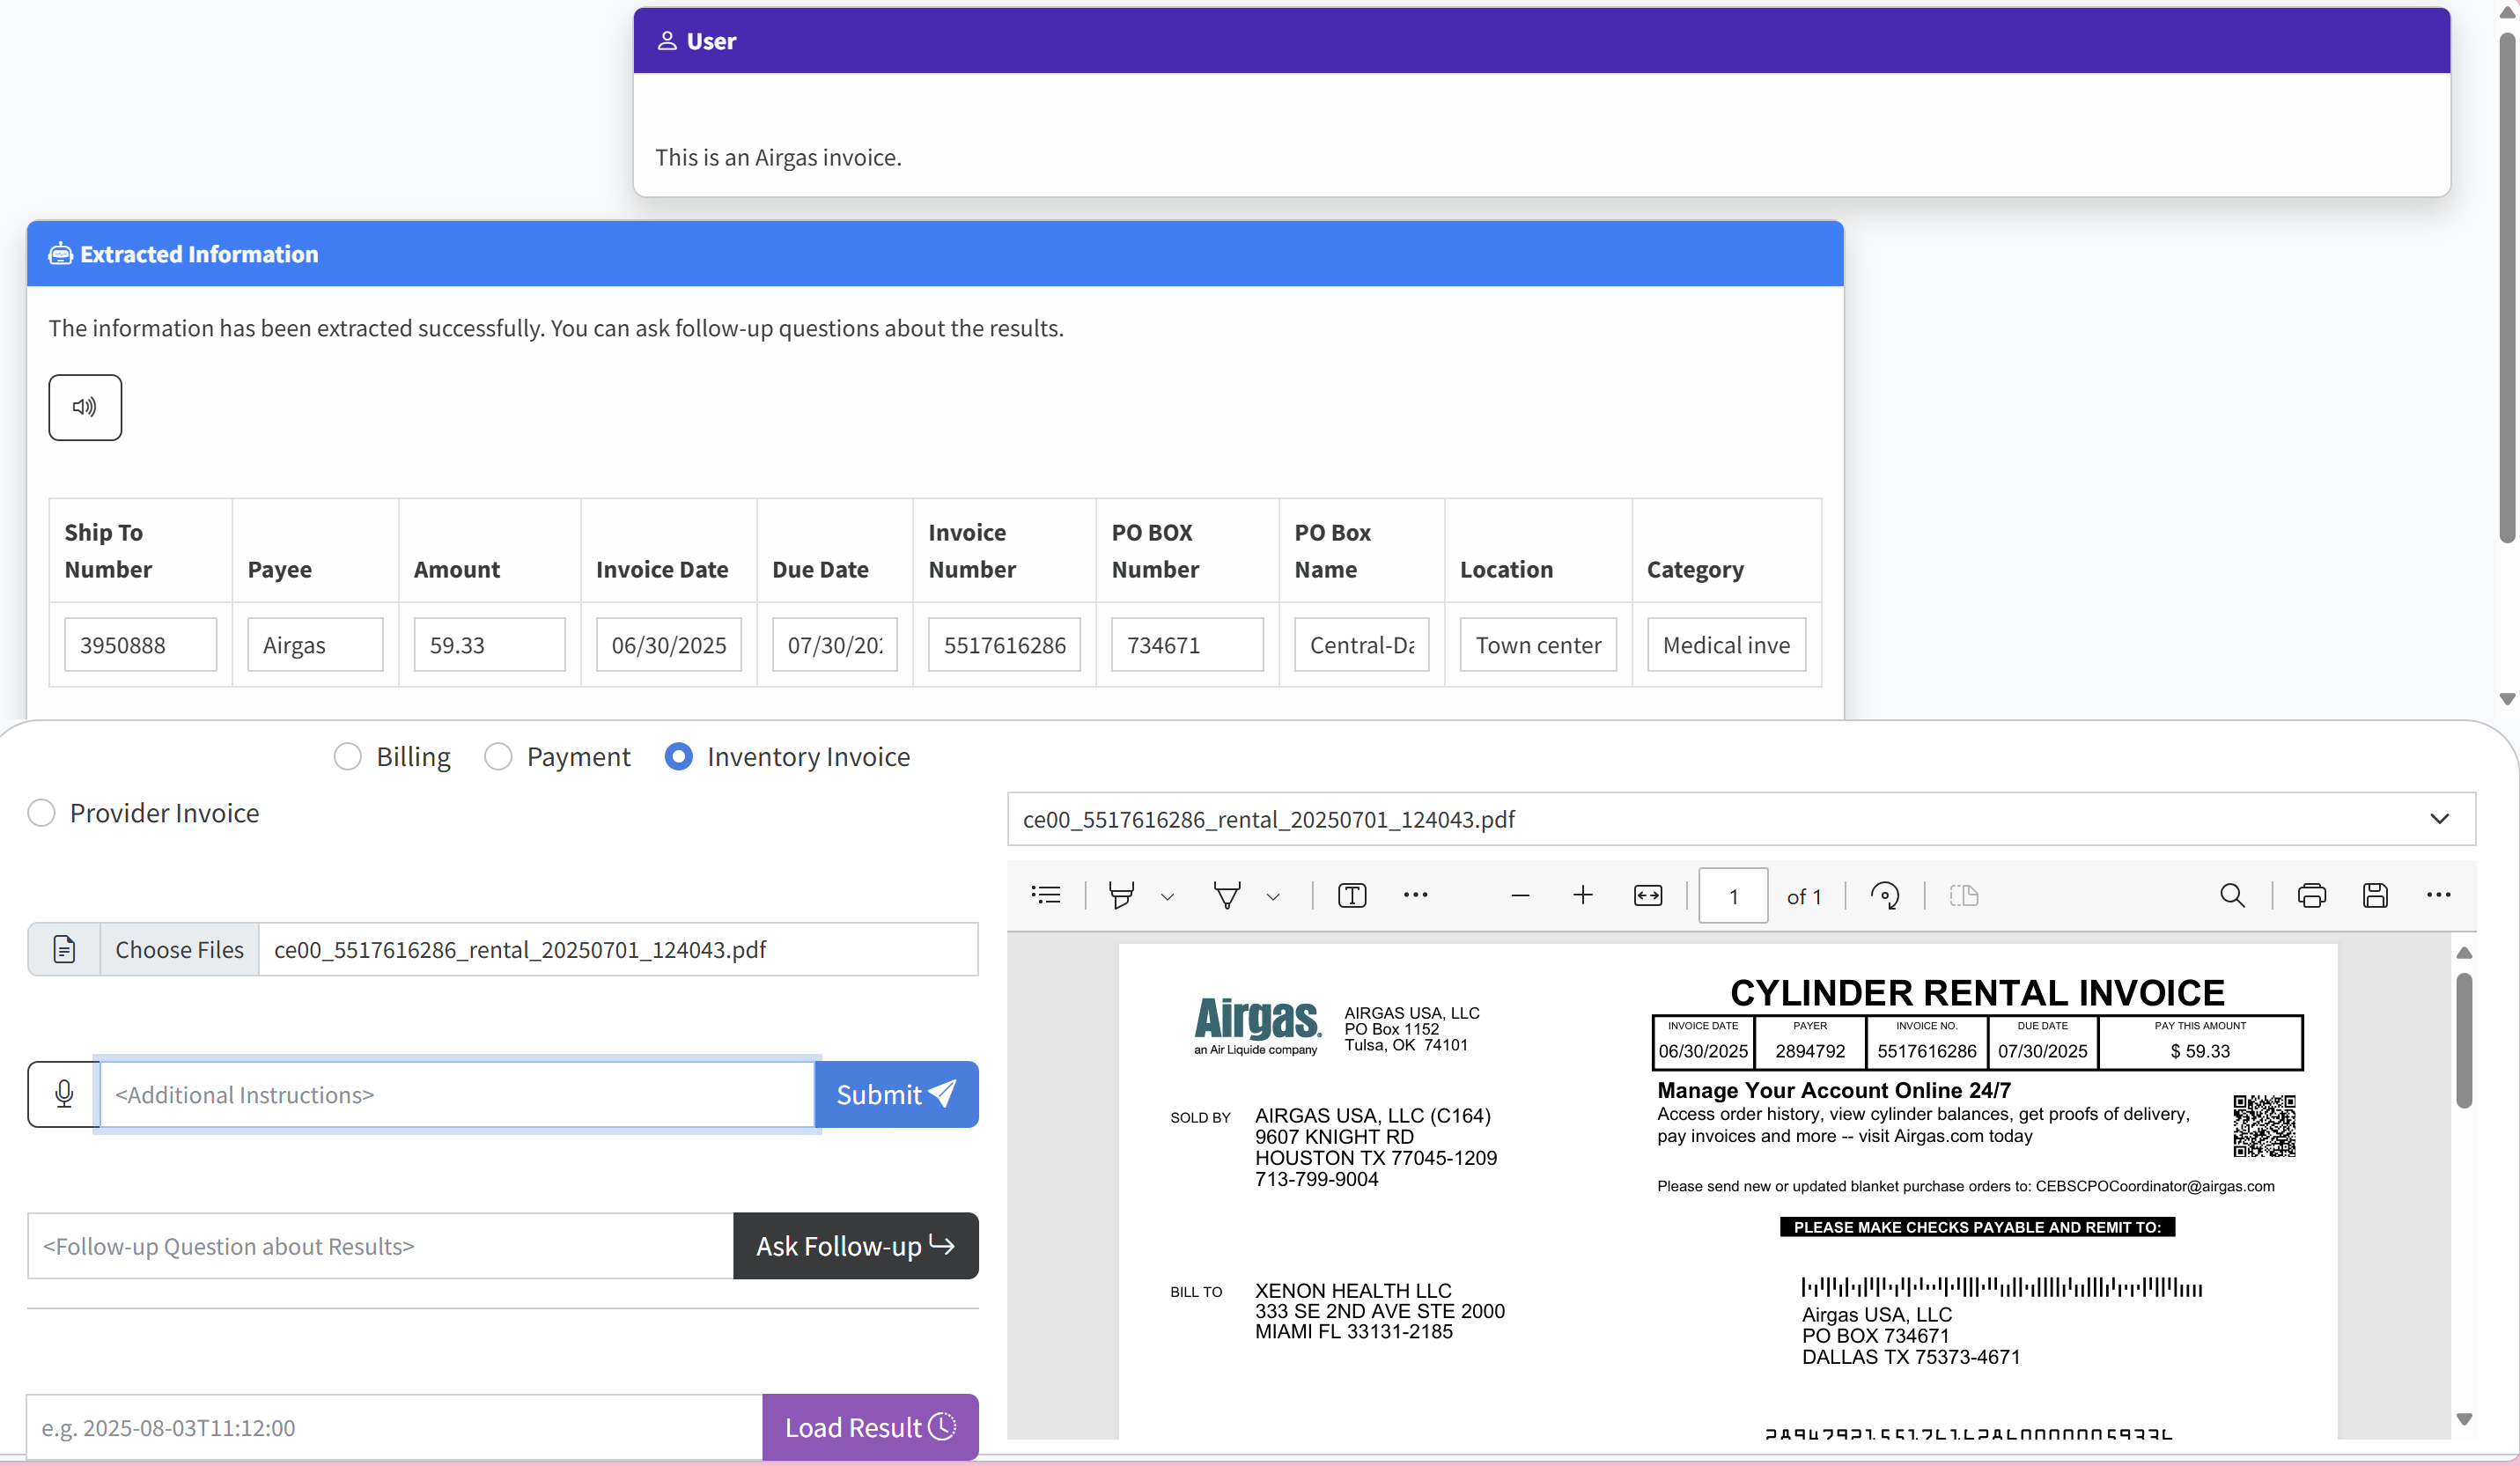 User
This is an Airgas invoice.
Extracted Information
The information has been extracted successfully. You can ask follow-up questions about the results.
Ship To Number Payee Amount Invoice Date Due Date Invoice Number PO BOX Number PO Box Name Location Category
3950888 Airgas 59.33 06/30/2025 07/30/20 5517616286 734671 Central-Da Town center Medical inve
Billing Payment Inventory Invoice
Provider Invoice
Choose Files ce00_5517616286_rental_20250701_124043.pdf
<Additional Instructions> Submit
<Follow-up Question about Results> Ask Follow-up
e.g. 2025-08-03T11:12:00 Load Result
ce00_5517616286_rental_20250701_124043.pdf
1 of 1
Airgas
an Air Liquide company
AIRGAS USA, LLC
PO Box 1152
Tulsa, OK 74101
CYLINDER RENTAL INVOICE
INVOICE DATE PAYER INVOICE NO. DUE DATE PAY THIS AMOUNT
06/30/2025 2894792 5517616286 07/30/2025 $ 59.33
Manage Your Account Online 24/7
Access order history, view cylinder balances, get proofs of delivery,
pay invoices and more -- visit Airgas.com today
Please send new or updated blanket purchase orders to: CEBSCPOCoordinator@airgas.com
SOLD BY AIRGAS USA, LLC (C164)
9607 KNIGHT RD
HOUSTON TX 77045-1209
713-799-9004
PLEASE MAKE CHECKS PAYABLE AND REMIT TO:
BILL TO XENON HEALTH LLC
333 SE 2ND AVE STE 2000
MIAMI FL 33131-2185
Airgas USA, LLC
PO BOX 734671
DALLAS TX 75373-4671